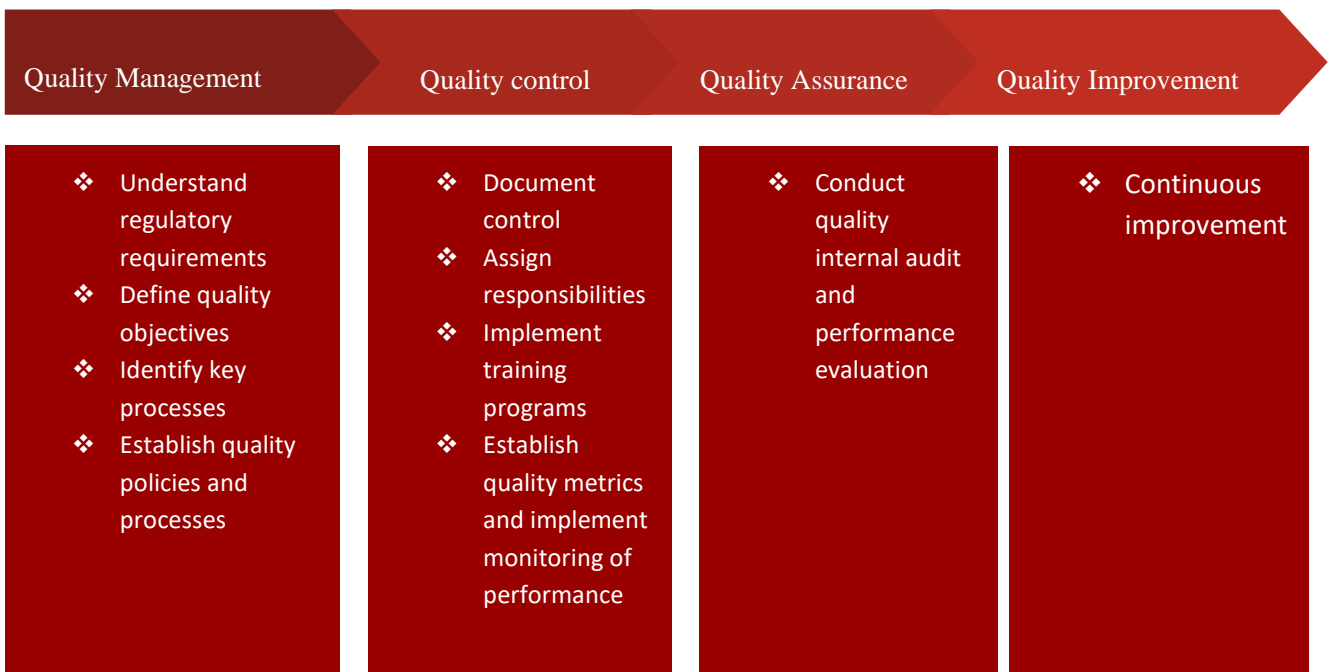 Quality Management
Quality control
Quality Assurance
Quality Improvement
❖ Understand
regulatory
requirements
❖ Define quality
objectives
❖ Identify key
processes
❖ Establish quality
policies and
processes
❖ Document
control
❖ Assign
responsibilities
❖ Implement
training
programs
❖ Establish
quality metrics
and implement
monitoring of
performance
❖ Conduct
quality
internal audit
and
performance
evaluation
❖ Continuous
improvement